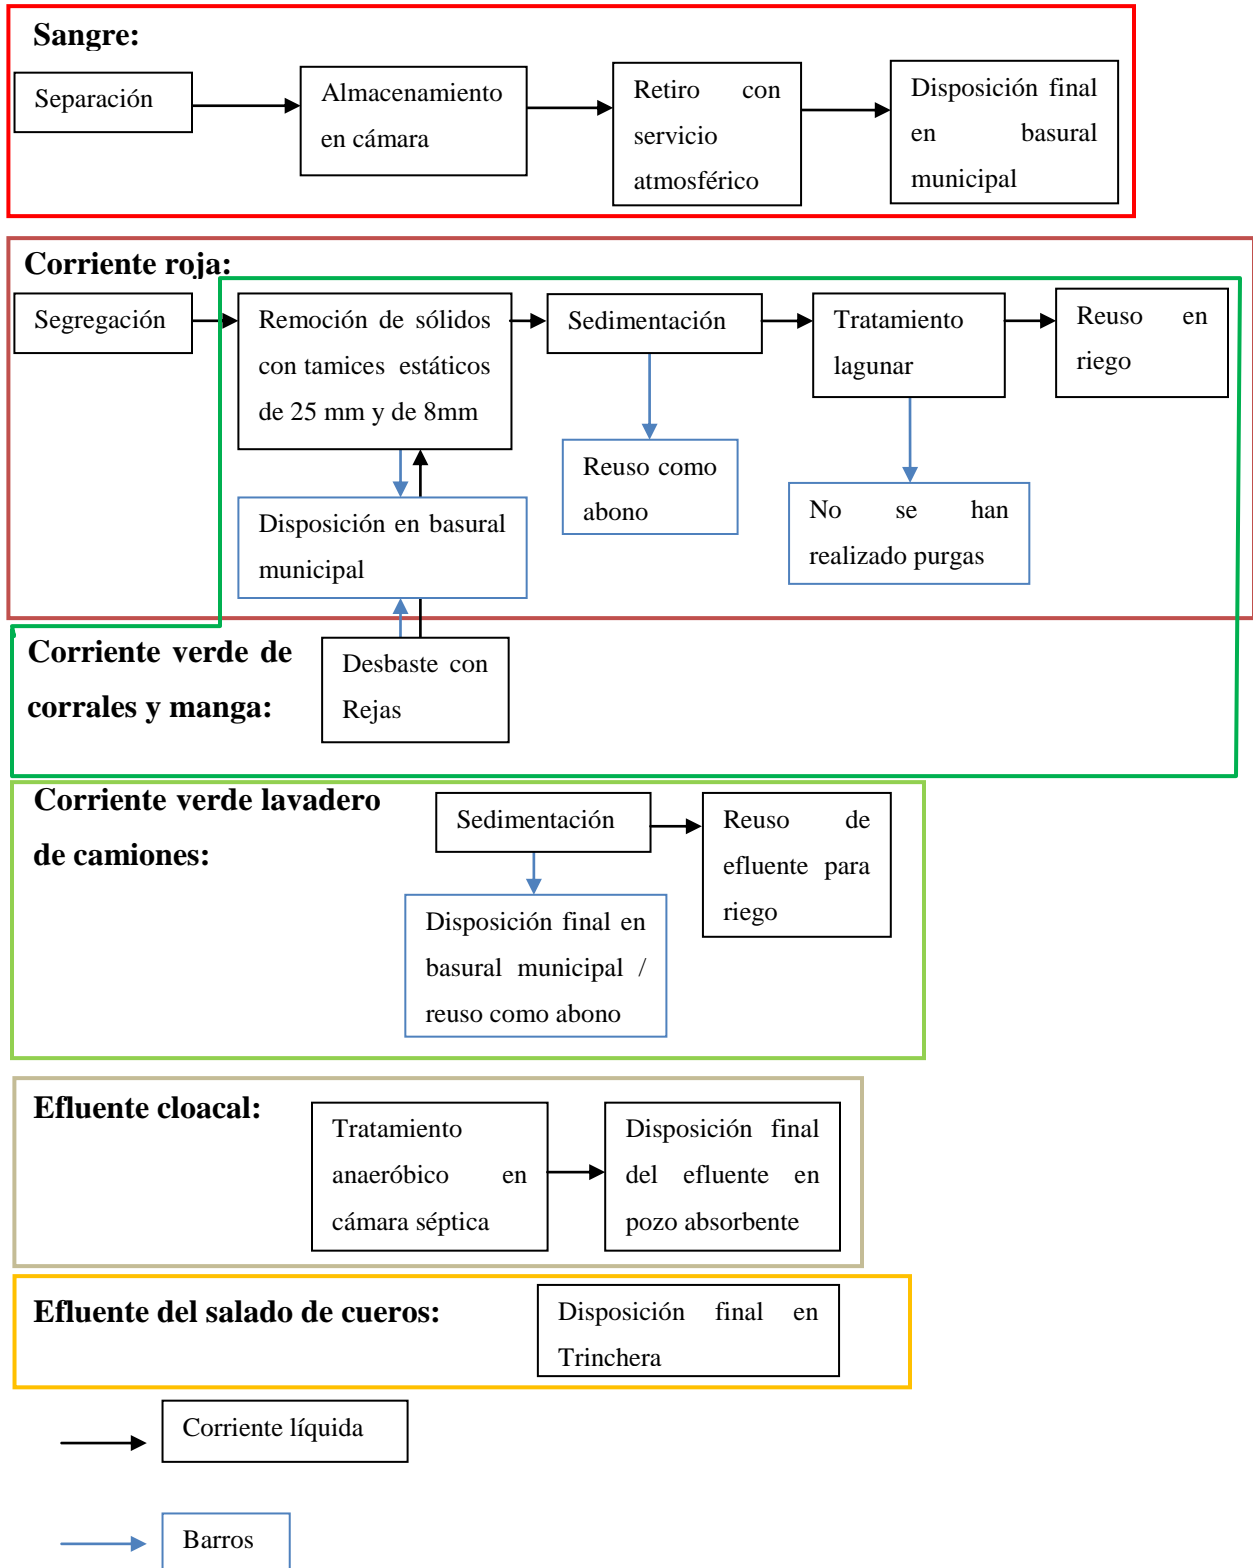 Sangre:
Separación
Almacenamiento
en cámara
Retiro con
servicio
atmosférico
Disposición final
en basural
municipal
Corriente roja:
Segregación
Remoción de sólidos
con tamices estáticos
de 25 mm y de 8mm
Sedimentación
Tratamiento
lagunar
Reuso en
riego
Reuso como
abono
No se han
realizado purgas
Disposición en basural
municipal
Corriente verde de
corrales y manga:
Desbaste con
Rejas
Corriente verde lavadero
de camiones:
Sedimentación
Reuso de
efluente para
riego
Disposición final en
basural municipal /
reuso como abono
Efluente cloacal:
Tratamiento
anaeróbico en
cámara séptica
Disposición final
del efluente en
pozo absorbente
Efluente del salado de cueros:
Disposición final en
Trinchera
Corriente líquida
Barros